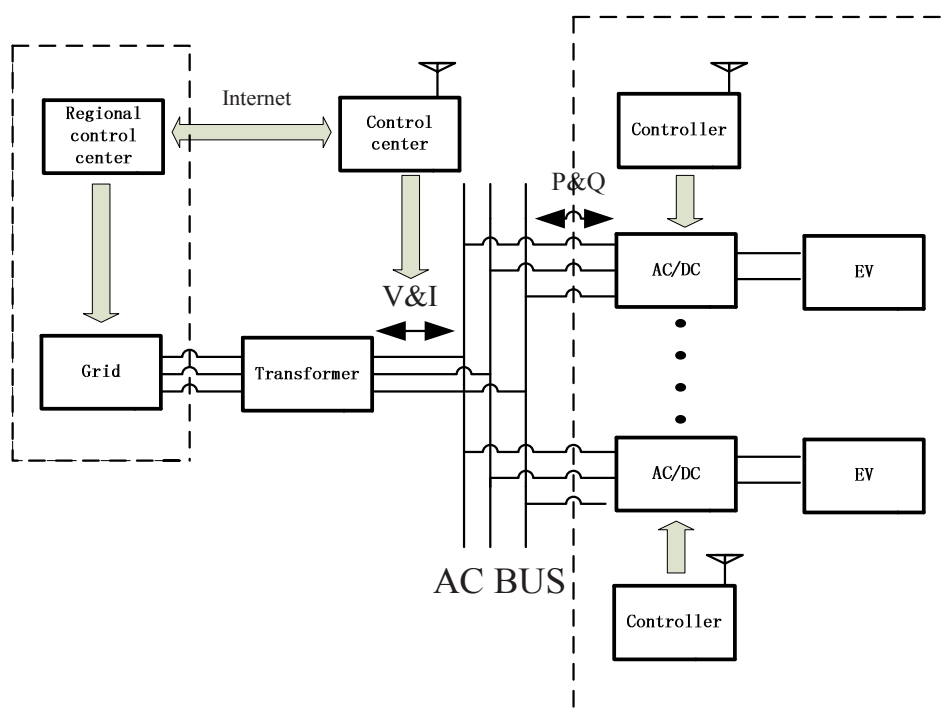 Internet
Regional
control
center
Control
center
Controller
P&Q
AC/DC
EV
V&I
Grid
Transformer
AC/DC
EV
AC BUS
Controller